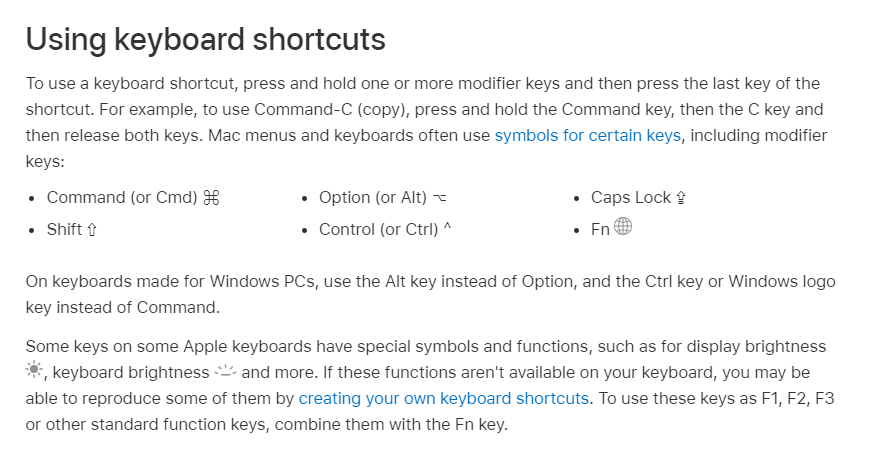 Using keyboard shortcuts
To use a keyboard shortcut, press and hold one or more modifier keys and then press the last key of the
shortcut. For example, to use Command-C (copy), press and hold the Command key, then the C key and
then release both keys. Mac menus and keyboards often use symbols for certain keys, including modifier
keys:
• Command (or Cmd) ⌘
• Shift ⇧
• Option (or Alt) ⌥
• Control (or Ctrl) ^
• Caps Lock ⇪
• Fn
On keyboards made for Windows PCs, use the Alt key instead of Option, and the Ctrl key or Windows logo
key instead of Command.
Some keys on some Apple keyboards have special symbols and functions, such as for display brightness
, keyboard brightness and more. If these functions aren't available on your keyboard, you may be
able to reproduce some of them by creating your own keyboard shortcuts. To use these keys as F1, F2, F3
or other standard function keys, combine them with the Fn key.